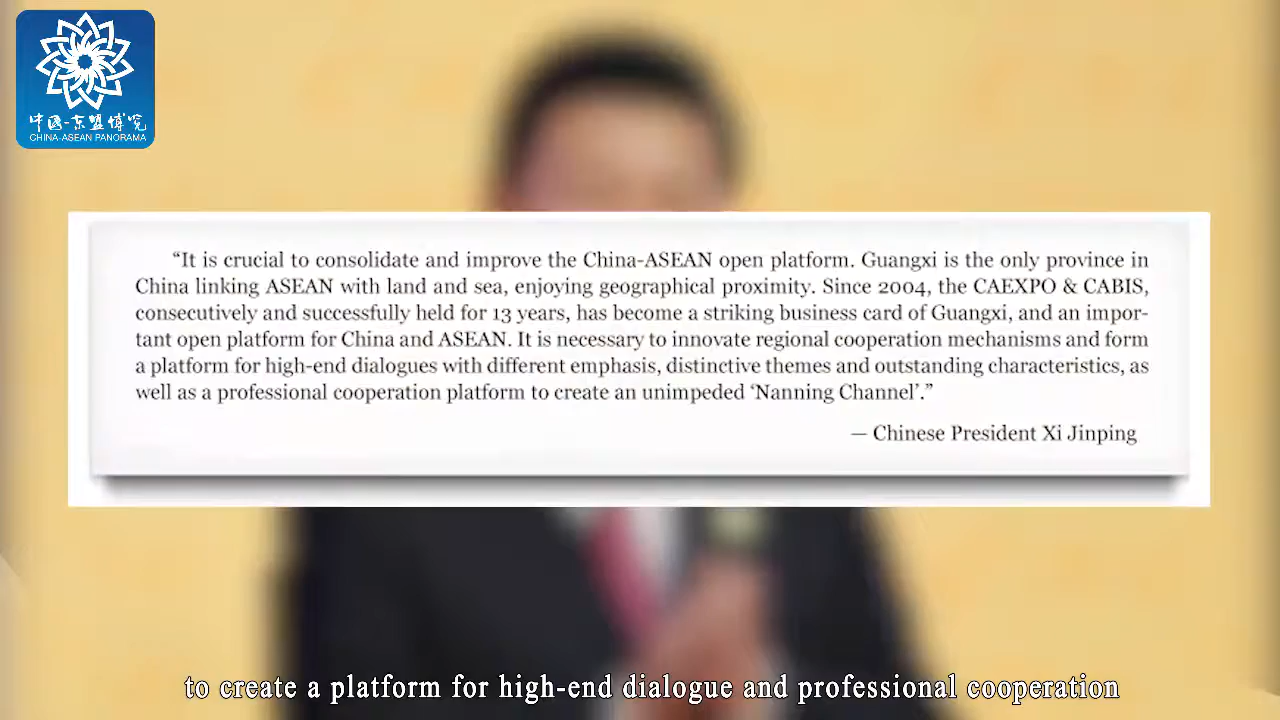 中国-东盟博览
CHINA-ASEAN PANORAMA
“It is crucial to consolidate and improve the China-ASEAN open platform. Guangxi is the only province in
China linking ASEAN with land and sea, enjoying geographical proximity. Since 2004, the CAEXPO & CABIS,
consecutively and successfully held for 13 years, has become a striking business card of Guangxi, and an impor-
tant open platform for China and ASEAN. It is necessary to innovate regional cooperation mechanisms and form
a platform for high-end dialogues with different emphasis, distinctive themes and outstanding characteristics, as
well as a professional cooperation platform to create an unimpeded ‘Nanning Channel’.”
— Chinese President Xi Jinping
to create a platform for high-end dialogue and professional cooperation